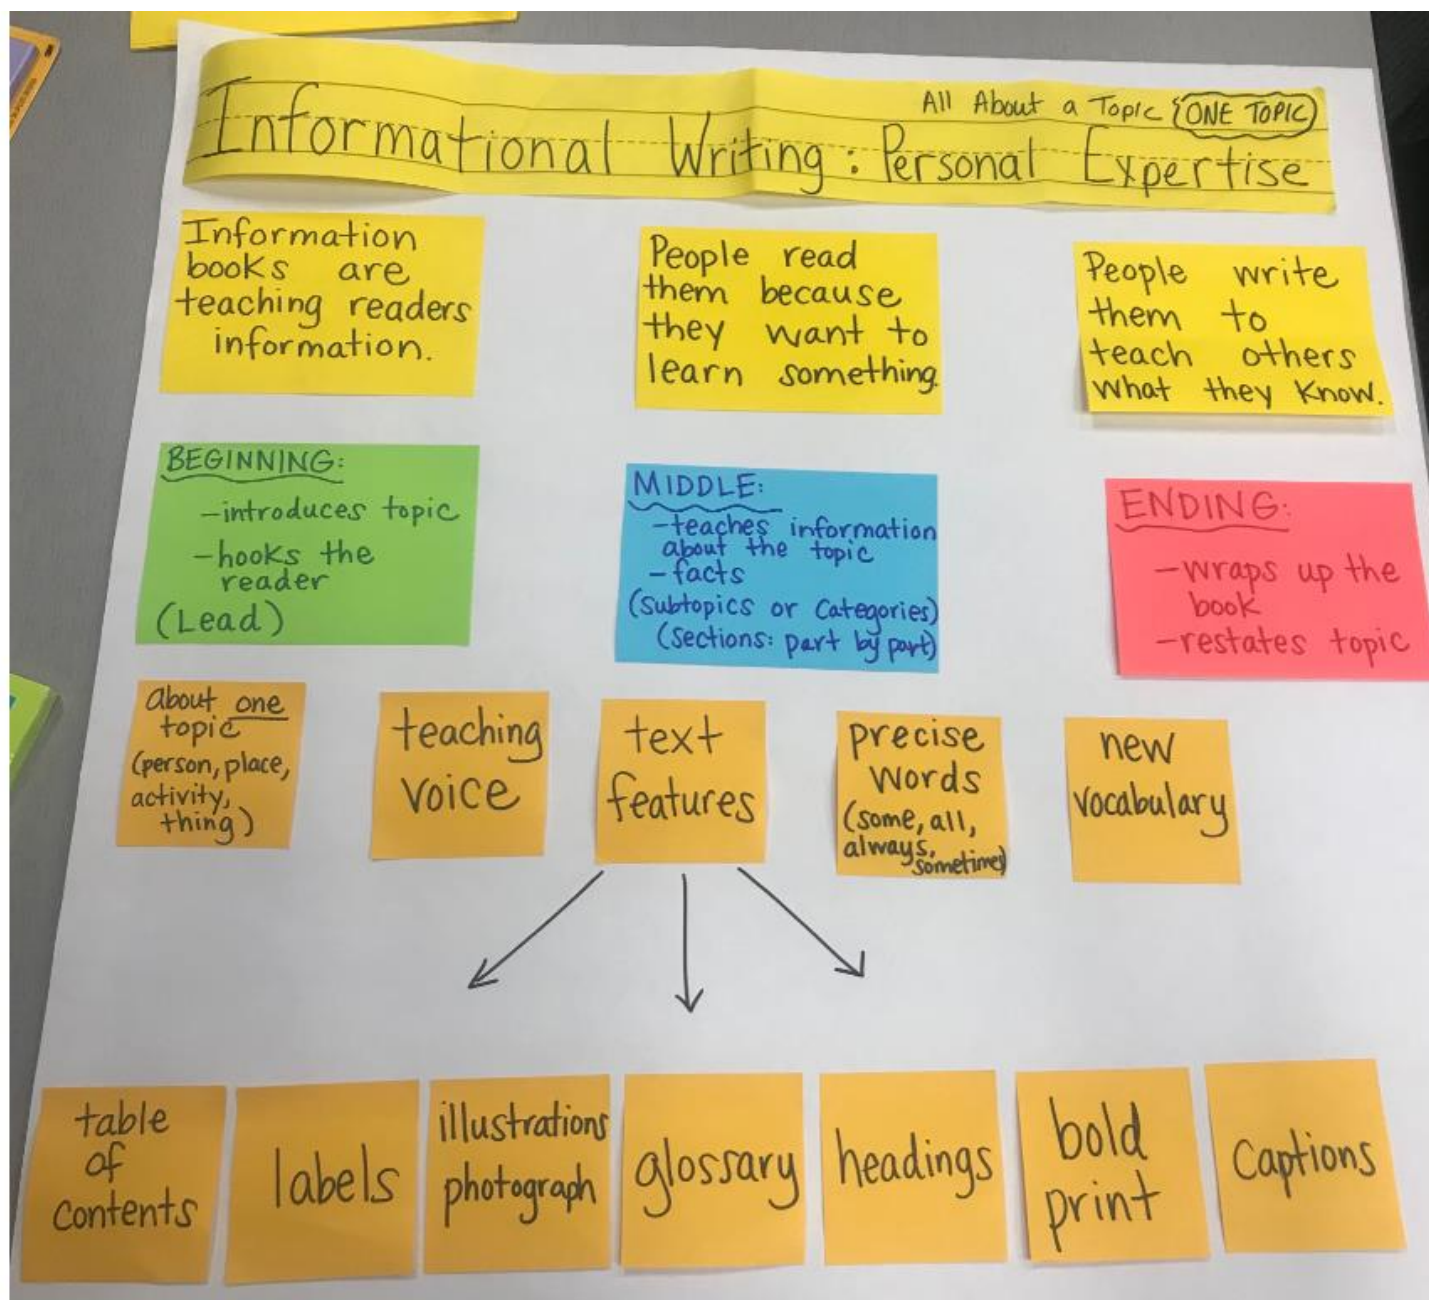 All About a Topic (ONE TOPIC)
Informational Writing: Personal Expertise
Information
books are
teaching readers
information.
People read
them because
they want to
learn something.
People write
them to
teach others
what they know.
BEGINNING:
-introduces topic
-hooks the
reader
(Lead)
MIDDLE:
-teaches information
about the topic
-facts
(subtopics or categories)
(sections: part by part)
ENDING:
-wraps up the
book
-restates topic
About one
topic
(person, place,
activity,
thing)
teaching
voice
text
features
precise
words
(some, all,
always,
sometimes)
new
vocabulary
table
of
contents
labels
illustrations
photograph
glossary
headings
bold
print
captions